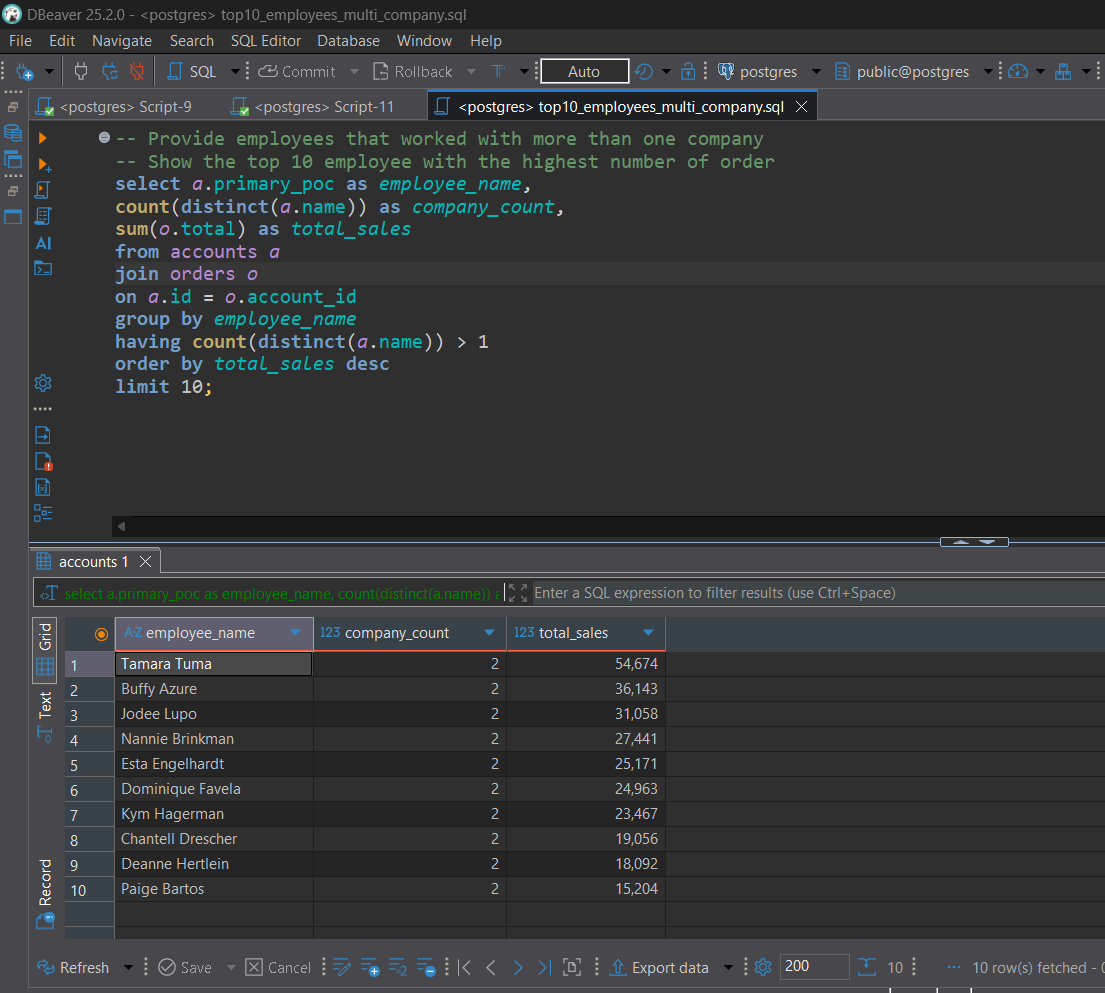 DBeaver 25.2.0 - <postgres> top10_employees_multi_company.sql
File Edit Navigate Search SQL Editor Database Window Help
SQL Commit Rollback T Auto postgres public@postgres
<postgres> Script-9 <postgres> Script-11 <postgres> top10_employees_multi_company.sql
-- Provide employees that worked with more than one company
-- Show the top 10 employee with the highest number of order
select a.primary_poc as employee_name,
count(distinct(a.name)) as company_count,
sum(o.total) as total_sales
from accounts a
join orders o
on a.id = o.account_id
group by employee_name
having count(distinct(a.name)) > 1
order by total_sales desc
limit 10;
AI
accounts 1
select a.primary_poc as employee_name, count(distinct(a.name)) a
Enter a SQL expression to filter results (use Ctrl+Space)
Grid
Text
Record
A-Z employee_name 123 company_count 123 total_sales
1 Tamara Tuma 2 54,674
2 Buffy Azure 2 36,143
3 Jodee Lupo 2 31,058
4 Nannie Brinkman 2 27,441
5 Esta Engelhardt 2 25,171
6 Dominique Favela 2 24,963
7 Kym Hagerman 2 23,467
8 Chantell Drescher 2 19,056
9 Deanne Hertlein 2 18,092
10 Paige Bartos 2 15,204
Refresh Save Cancel Export data 200 10 ... 10 row(s) fetched - 0